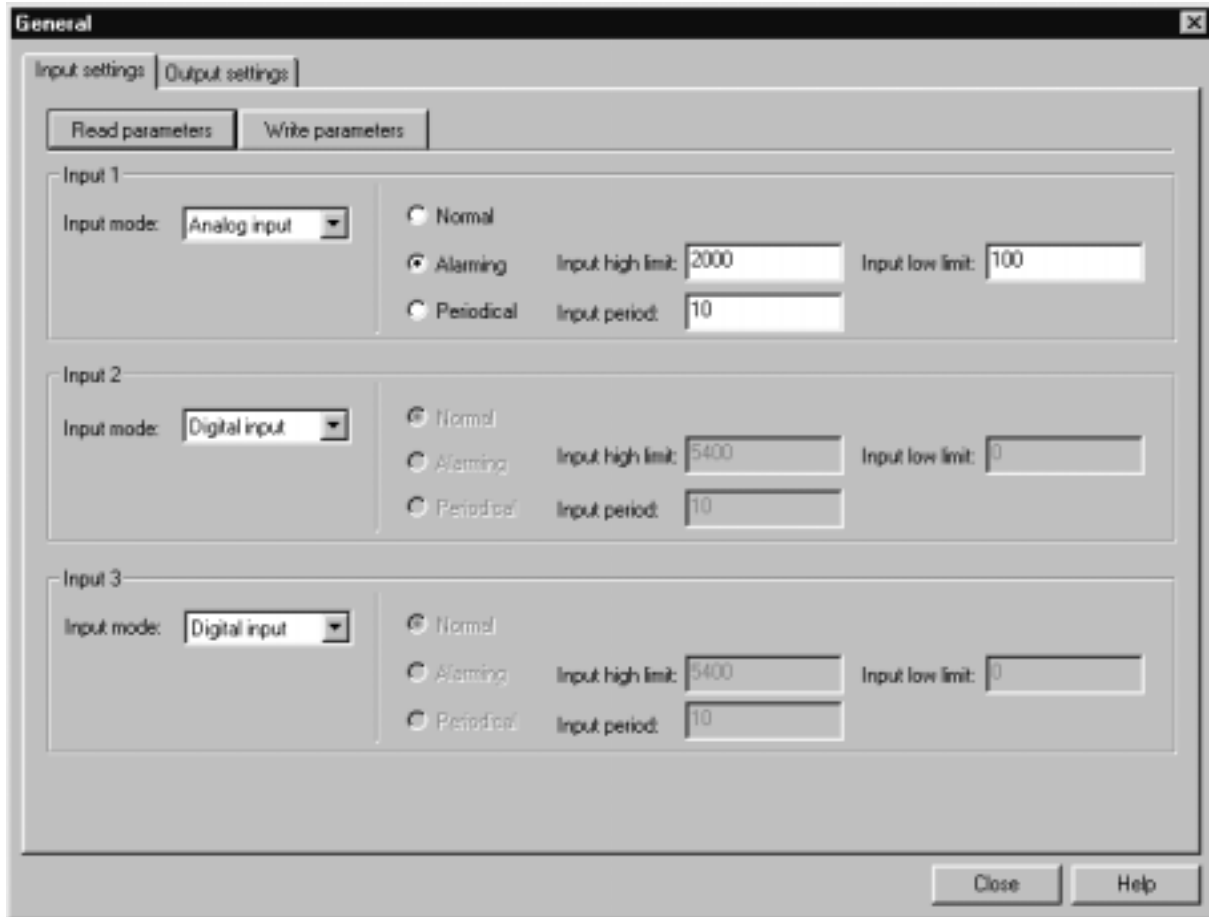 General
Input settings Output settings
Read parameters Write parameters
Input 1
Input mode: Analog input
Normal
Alarming Input high limit: 2000 Input low limit: 100
Periodical Input period: 10
Input 2
Input mode: Digital input
Normal
Alarming Input high limit: 5400 Input low limit: 0
Periodical Input period: 10
Input 3
Input mode: Digital input
Normal
Alarming Input high limit: 5400 Input low limit: 0
Periodical Input period: 10
Close Help